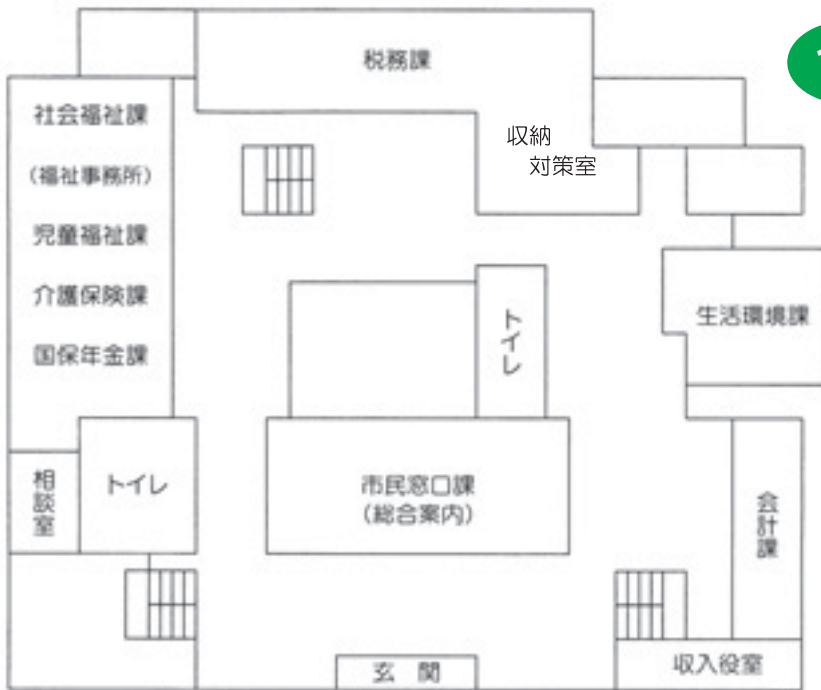 税務課
収納
対策室
社会福祉課
(福祉事務所)
児童福祉課
介護保険課
国保年金課
トイレ
生活環境課
相談室
トイレ
市民窓口課
(総合案内)
会計課
玄 関
収入役室